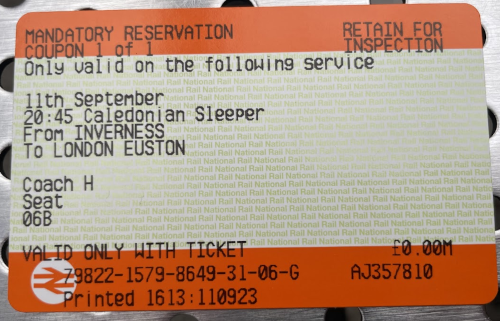 MANDATORY RESERVATION RETAIN FOR
COUPON 1 of 1 INSPECTION
Only valid on the following service
11th September
20:45 Caledonian Sleeper
From INVERNESS
To LONDON EUSTON
Coach H
Seat
06B
VALID ONLY WITH TICKET £0.00M
79822-1579-8649-31-06-G AJ357810
Printed 1613:110923